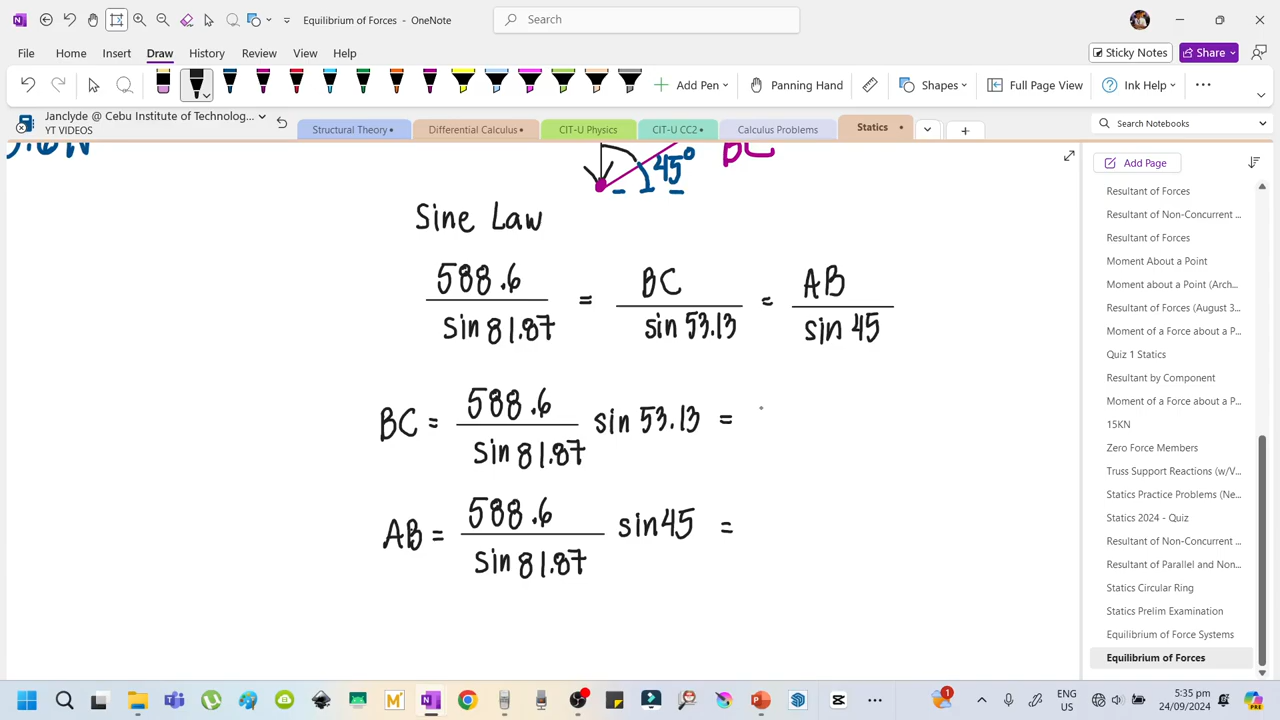 Equilibrium of Forces - OneNote
Search
File Home Insert Draw History Review View Help
Sticky Notes
Share
Add Pen
Panning Hand
Shapes
Full Page View
Ink Help
Janclyde @ Cebu Institute of Technolog...
YT VIDEOS
Structural Theory
Differential Calculus
CIT-U Physics
CIT-U CC2
Calculus Problems
Statics
Search Notebooks
Add Page
45°
BC
Sine Law
588.6 / sin 81.87 = BC / sin 53.13 = AB / sin 45
BC = 588.6 / sin 81.87 sin 53.13 =
AB = 588.6 / sin 81.87 sin 45 =
Resultant of Forces
Resultant of Non-Concurrent ...
Resultant of Forces
Moment About a Point
Moment about a Point (Arch...
Resultant of Forces (August 3...
Moment of a Force about a P...
Quiz 1 Statics
Resultant by Component
Moment of a Force about a P...
15KN
Zero Force Members
Truss Support Reactions (w/V...
Statics Practice Problems (Ne...
Statics 2024 - Quiz
Resultant of Non-Concurrent ...
Resultant of Parallel and Non...
Statics Circular Ring
Statics Prelim Examination
Equilibrium of Force Systems
Equilibrium of Forces
1
ENG
US
5:35 pm
24/09/2024